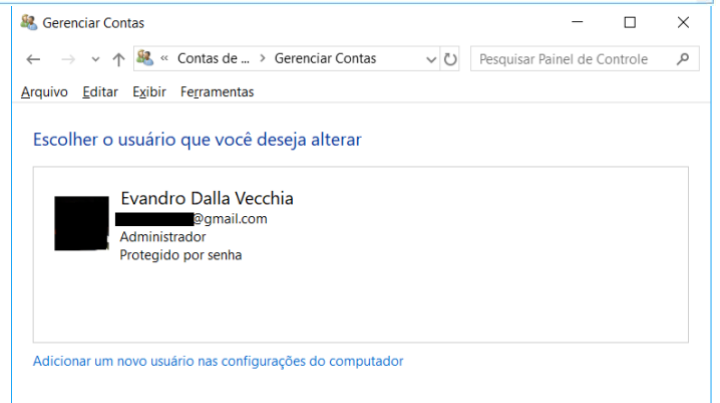 Gerenciar Contas
« Contas de ... > Gerenciar Contas Pesquisar Painel de Controle
Arquivo Editar Exibir Ferramentas
Escolher o usuário que você deseja alterar
Evandro Dalla Vecchia
@gmail.com
Administrador
Protegido por senha
Adicionar um novo usuário nas configurações do computador